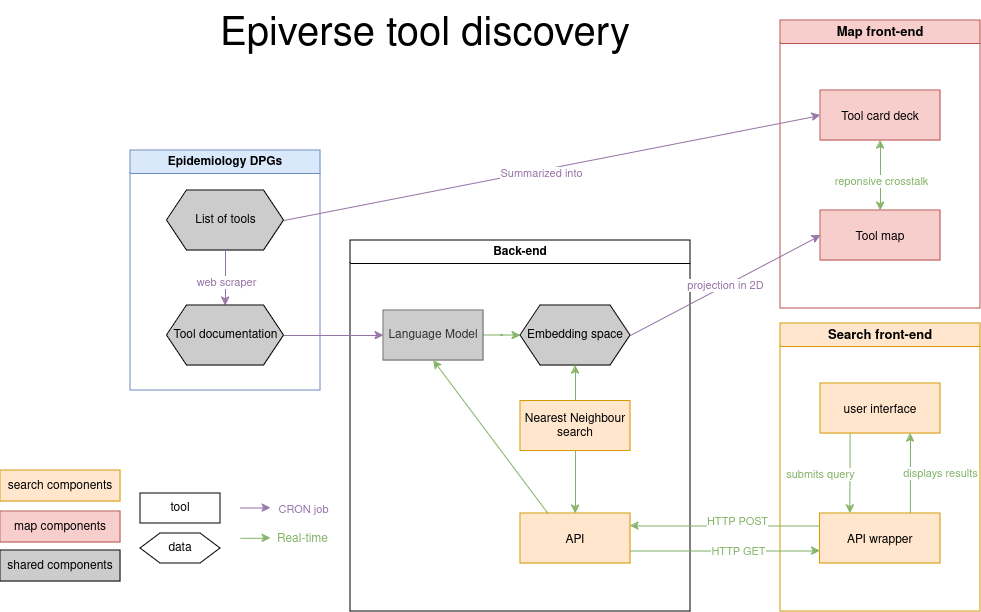 Epiverse tool discovery
Map front-end
Tool card deck
reponsive crosstalk
Tool map
Epidemiology DPGs
List of tools
Summarized into
web scraper
Tool documentation
Back-end
Language Model
Embedding space
projection in 2D
Nearest Neighbour
search
API
Search front-end
user interface
submits query
displays results
HTTP POST
HTTP GET
API wrapper
search components
map components
shared components
tool
data
CRON job
Real-time